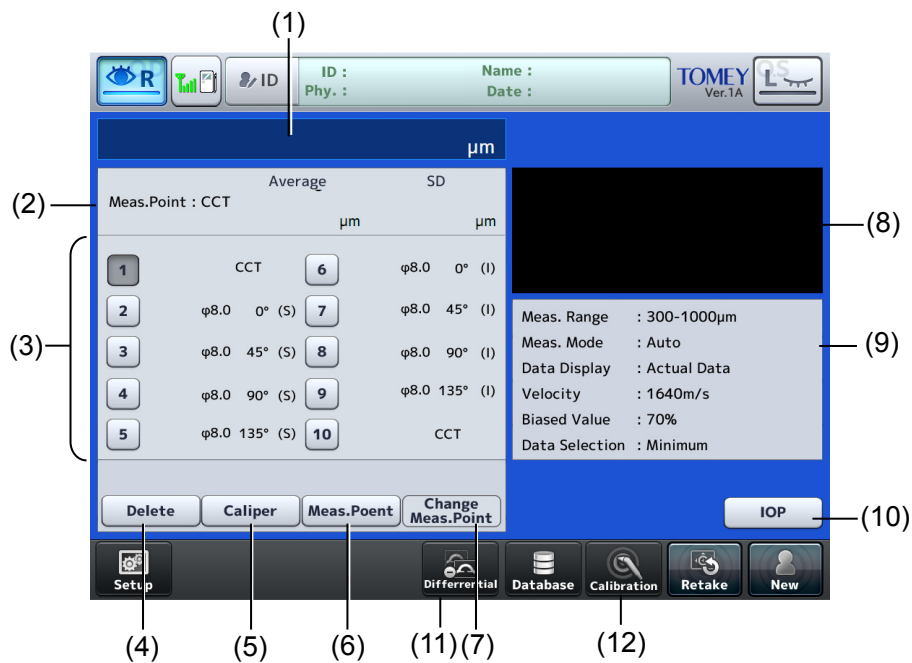 (1)
R
ID
ID :
Name :
Phy. :
Date :
TOMEY
Ver.1A
OS
L
μm
(2)
Average
SD
Meas.Point : CCT
μm
μm
(8)
(3)
1 CCT
6 φ8.0 0° (I)
2 φ8.0 0° (S)
7 φ8.0 45° (I)
3 φ8.0 45° (S)
8 φ8.0 90° (I)
4 φ8.0 90° (S)
9 φ8.0 135° (I)
5 φ8.0 135° (S)
10 CCT
Meas. Range : 300-1000μm
Meas. Mode : Auto
Data Display : Actual Data
Velocity : 1640m/s
Biased Value : 70%
Data Selection : Minimum
(9)
Delete
Caliper
Meas.Poent
Change
Meas.Point
IOP
(10)
Setup
Differrential
Database
Calibration
Retake
New
(4)
(5)
(6)
(11)
(7)
(12)